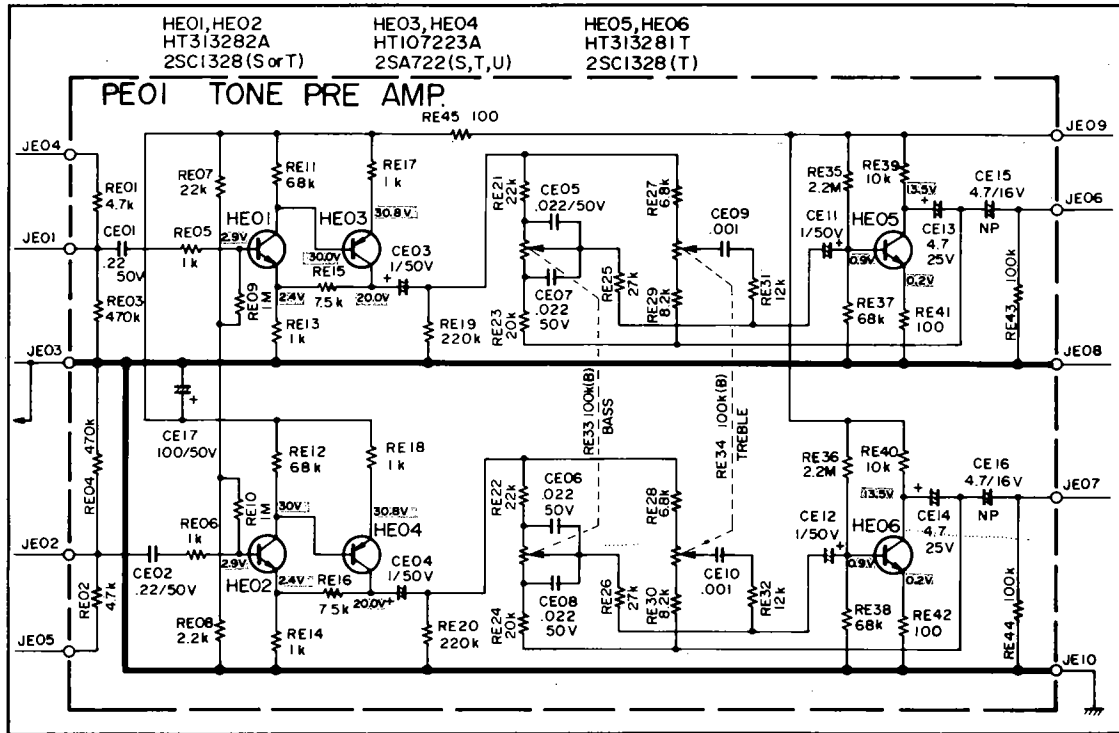 HE01, HE02
HT313282A
2SC1328 (S or T)
HE03, HE04
HT107223A
2SA722 (S,T,U)
HE05, HE06
HT313281T
2SC1328 (T)
PE01 TONE PRE AMP.
RE45 100
JE04
JE09
RE01
4.7k
RE07
22k
RE11
68k
RE17
1k
RE21
22k
CE05
.022/50V
RE27
6.8k
CE09
.001
RE35
2.2M
RE39
10k
CE15
4.7/16V
NP
JE06
JE01
CE01
.22
50V
RE05
1k
HE01
2.9V
HE03
30.8V
30.0V
CE03
1/50V
CE11
1/50V
HE05
13.5V
CE13
4.7
25V
RE03
470k
RE09
1M
2.4V
RE15
7.5k
20.0V
CE07
.022
50V
RE25
27k
RE29
8.2k
RE31
12k
0.9V
0.2V
RE13
1k
RE19
220k
RE23
20k
RE37
68k
RE41
100
RE43
100k
JE03
JE08
CE17
100/50V
RE33 100k(B)
BASS
RE34 100k(B)
TREBLE
RE04
470k
RE12
68k
RE18
1k
RE22
22k
CE06
.022
50V
RE28
6.8k
RE36
2.2M
RE40
10k
CE16
4.7/16V
NP
JE07
RE10
1M
30V
30.8V
RE06
1k
HE04
CE04
1/50V
CE12
1/50V
13.5V
HE06
CE14
4.7
25V
JE02
CE02
.22/50V
2.9V
HE02
2.4V
RE16
7.5k
20.0V
CE08
.022
50V
RE26
27k
RE30
8.2k
CE10
.001
RE32
12k
0.9V
0.2V
RE02
4.7k
RE08
2.2k
RE14
1k
RE20
220k
RE24
20k
RE38
68k
RE42
100
RE44
100k
JE05
JE10